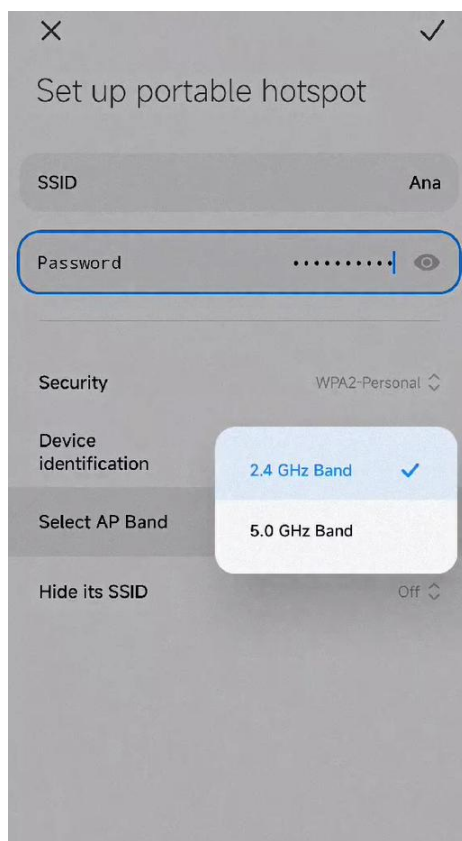 Set up portable hotspot
SSID Ana
Password ••••••••••
Security WPA2-Personal
Device
identification
2.4 GHz Band
Select AP Band
5.0 GHz Band
Hide its SSID Off